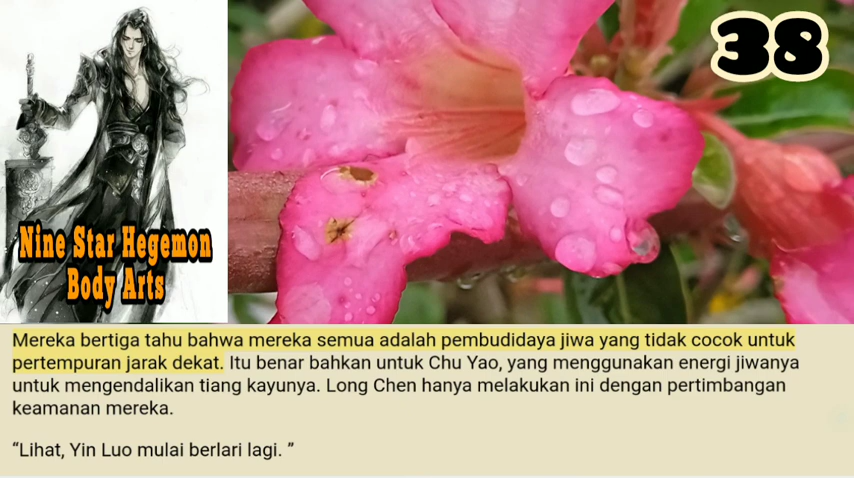 38
Nine Star Hegemon
Body Arts
Mereka bertiga tahu bahwa mereka semua adalah pembudidaya jiwa yang tidak cocok untuk
pertempuran jarak dekat. Itu benar bahkan untuk Chu Yao, yang menggunakan energi jiwanya
untuk mengendalikan tiang kayunya. Long Chen hanya melakukan ini dengan pertimbangan
keamanan mereka.
“Lihat, Yin Luo mulai berlari lagi. ”